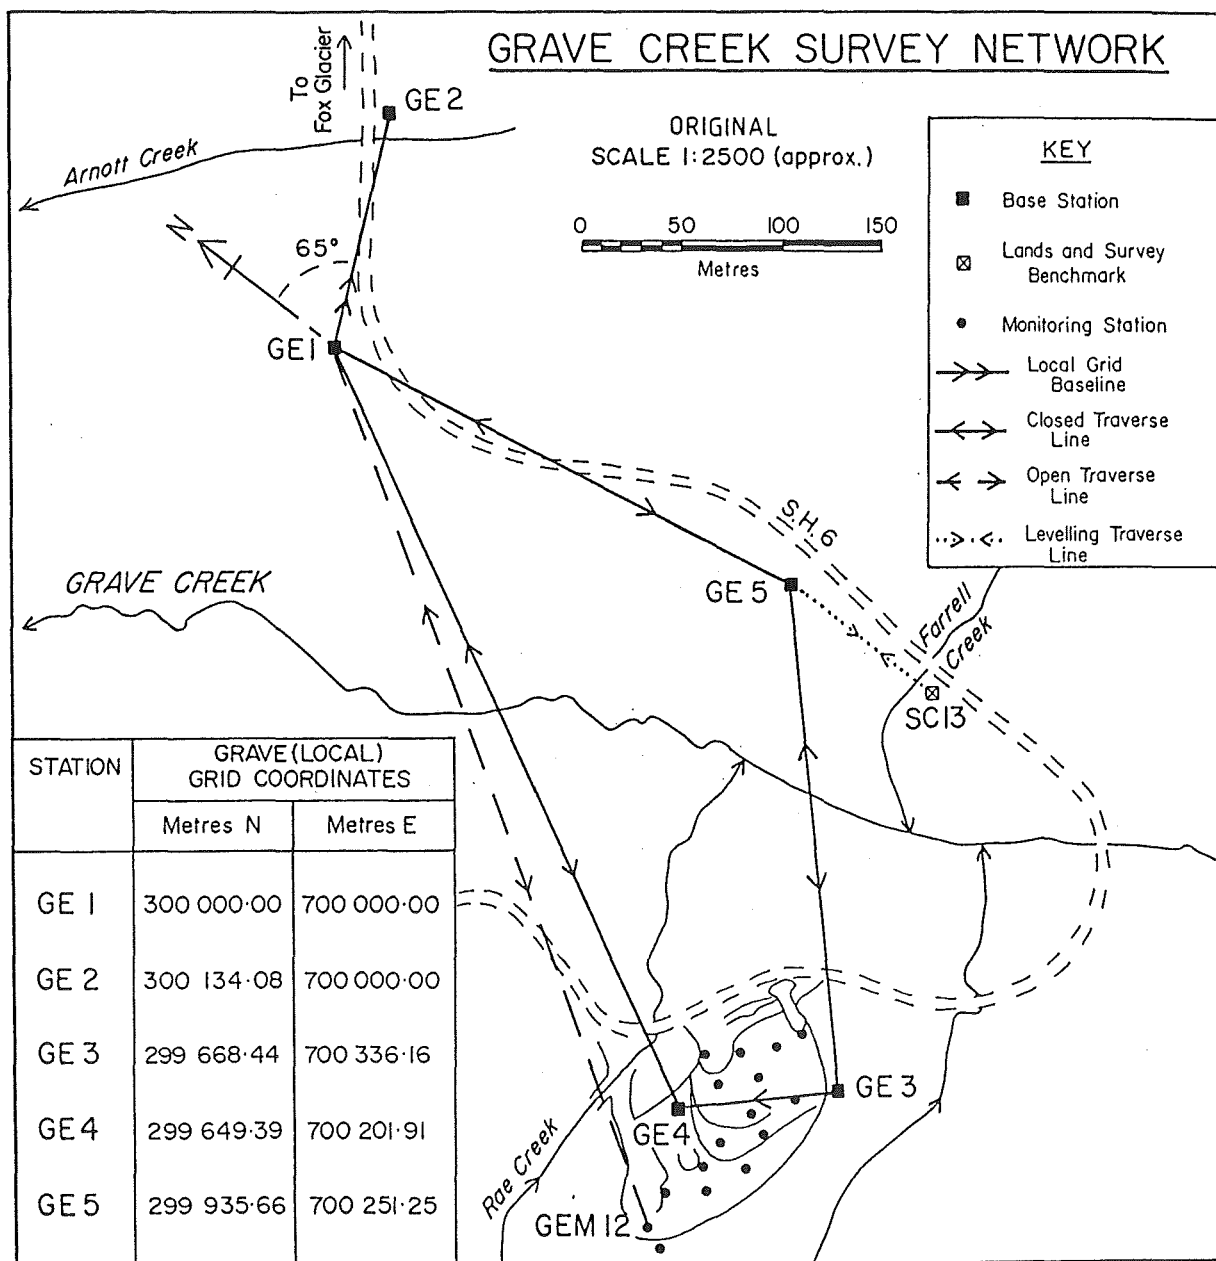 GRAVE CREEK SURVEY NETWORK
To
Fox Glacier
GE2
Arnott Creek
ORIGINAL
SCALE 1:2500 (approx.)
0 50 100 150
Metres
N
65°
GE1
KEY
Base Station
Lands and Survey
Benchmark
Monitoring Station
Local Grid
Baseline
Closed Traverse
Line
Open Traverse
Line
Levelling Traverse
Line
S.H.6
GRAVE CREEK
GE 5
Farrell
Creek
SC13
STATION
GRAVE(LOCAL)
GRID COORDINATES
Metres N Metres E
GE 1 300 000·00 700 000·00
GE 2 300 134·08 700 000·00
GE 3 299 668·44 700 336·16
GE4 299 649·39 700 201·91
GE 5 299 935·66 700 251·25
GE 3
GE4
Rae Creek
GEM 12